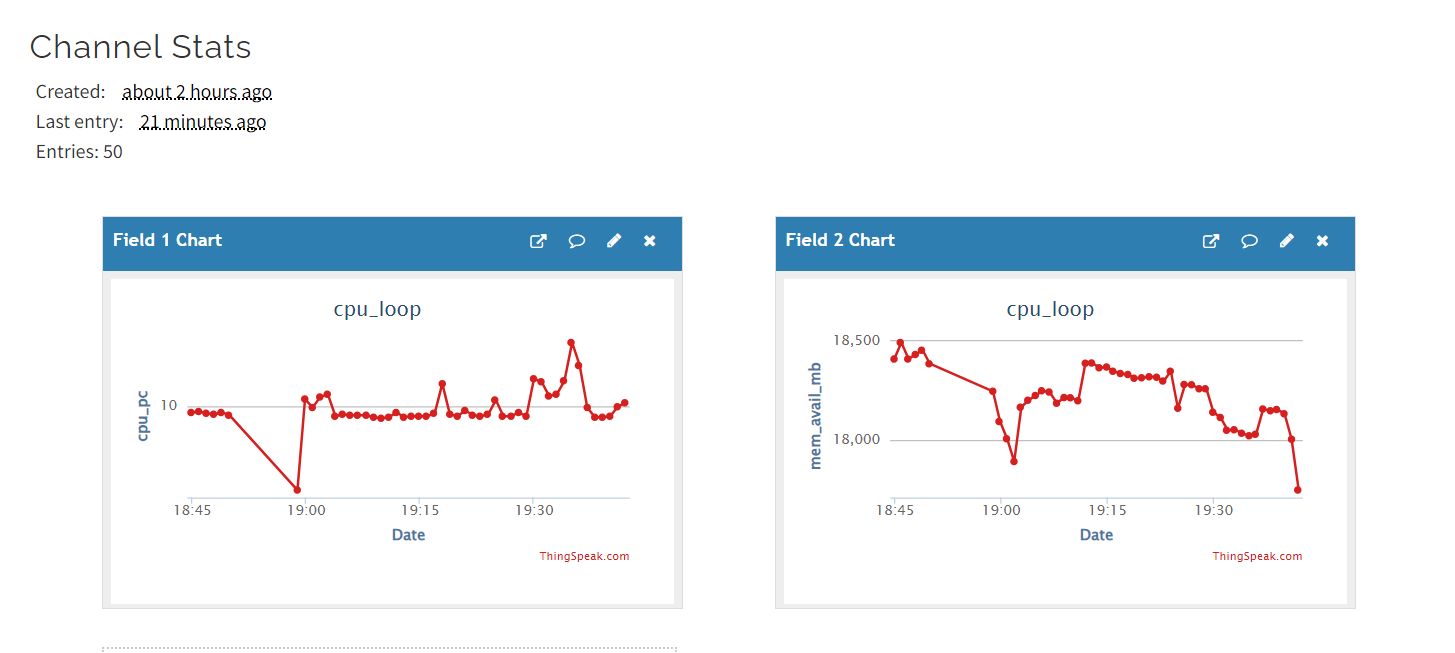 Channel Stats
Created: about 2 hours ago
Last entry: 21 minutes ago
Entries: 50
Field 1 Chart
cpu_loop
cpu_pc
10
18:45 19:00 19:15 19:30
Date
ThingSpeak.com
Field 2 Chart
cpu_loop
mem_avail_mb
18,500
18,000
18:45 19:00 19:15 19:30
Date
ThingSpeak.com